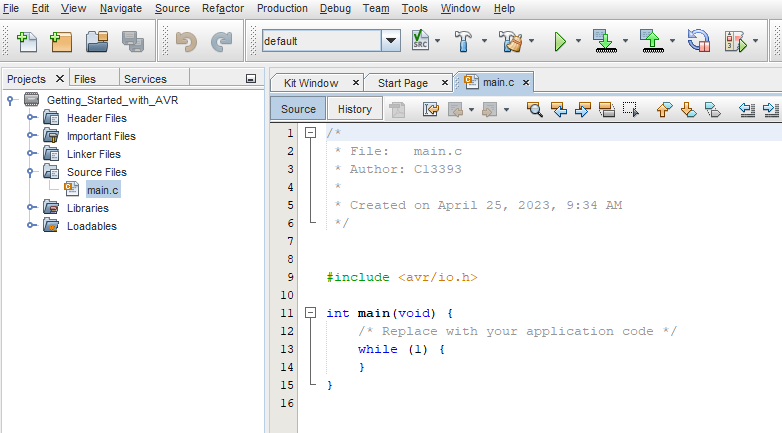 File Edit View Navigate Source Refactor Production Debug Team Tools Window Help
default
SRC
Projects Files Services
Getting_Started_with_AVR
Header Files
Important Files
Linker Files
Source Files
main.c
Libraries
Loadables
Kit Window Start Page main.c
Source History
1 /*
2 * File:   main.c
3 * Author: C13393
4 *
5 * Created on April 25, 2023, 9:34 AM
6 */
7
8
9 #include <avr/io.h>
10
11 int main(void) {
12     /* Replace with your application code */
13     while (1) {
14     }
15 }
16